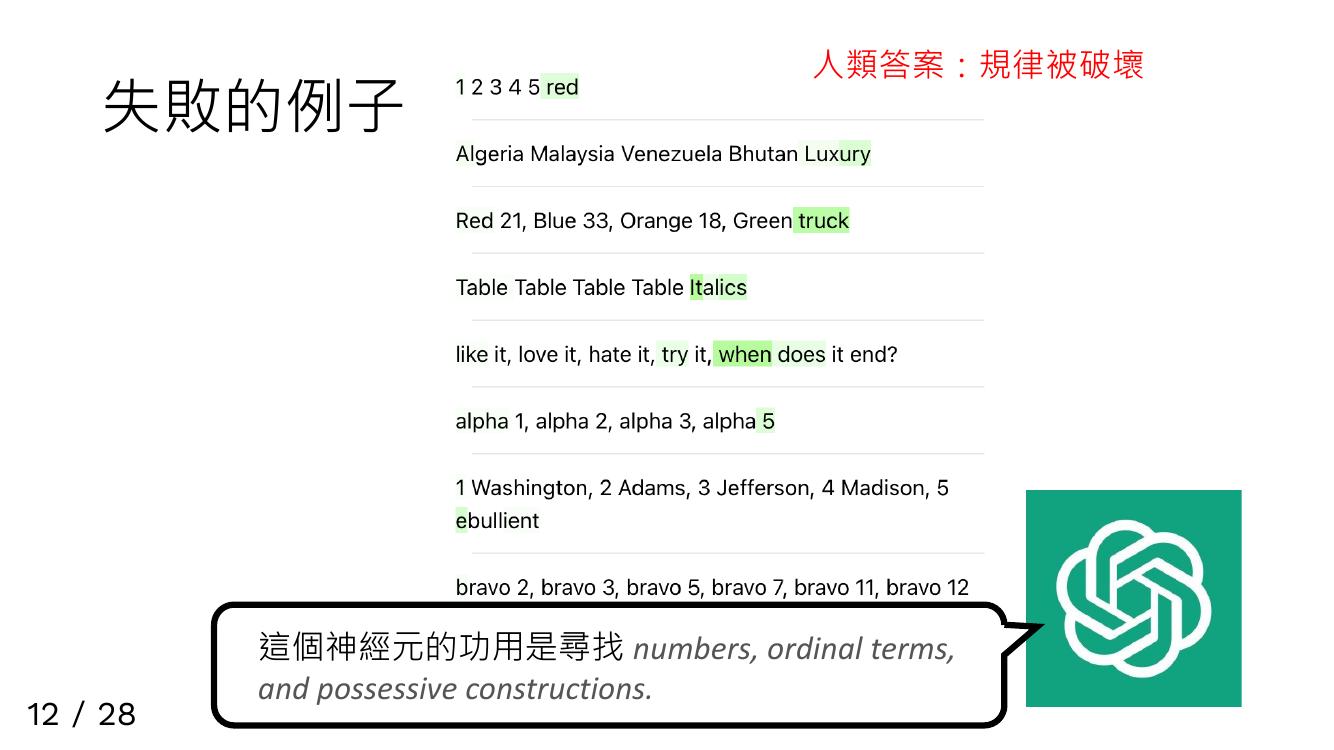 失敗的例子
人類答案：規律被破壞
1 2 3 4 5 red
Algeria Malaysia Venezuela Bhutan Luxury
Red 21, Blue 33, Orange 18, Green truck
Table Table Table Table Italics
like it, love it, hate it, try it, when does it end?
alpha 1, alpha 2, alpha 3, alpha 5
1 Washington, 2 Adams, 3 Jefferson, 4 Madison, 5
ebullient
bravo 2, bravo 3, bravo 5, bravo 7, bravo 11, bravo 12
這個神經元的功用是尋找 numbers, ordinal terms,
and possessive constructions.
12 / 28